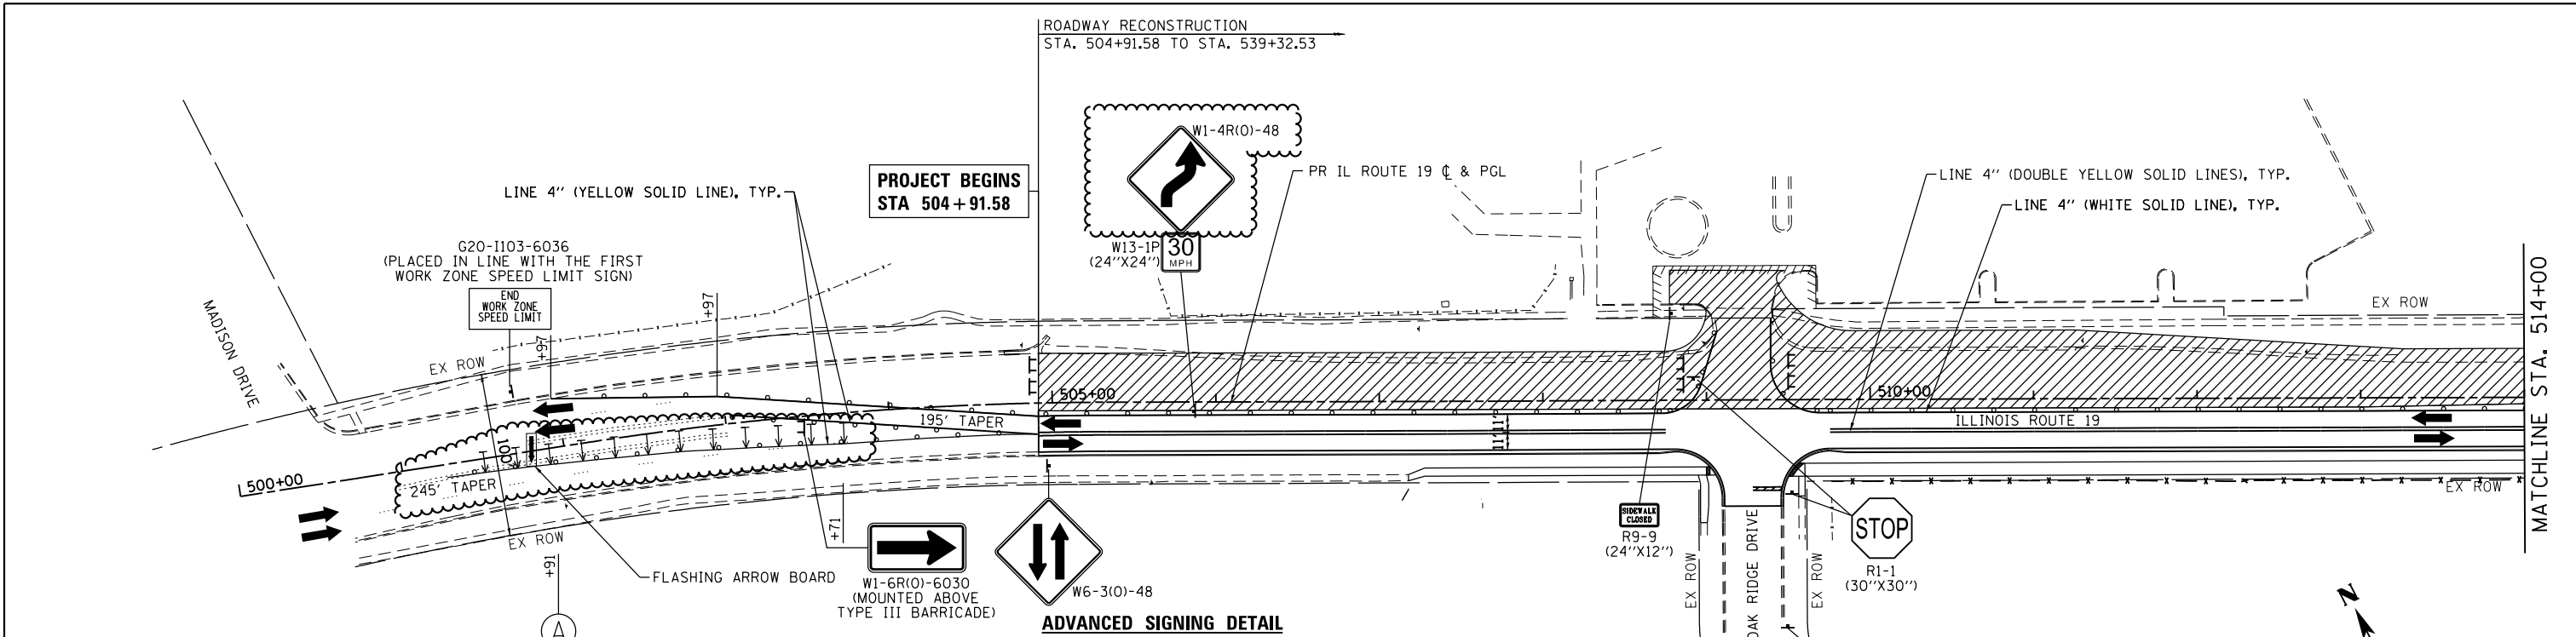 ROADWAY RECONSTRUCTION
STA. 504+91.58 TO STA. 539+32.53
W1-4R(O)-48
PROJECT BEGINS
STA 504+91.58
PR IL ROUTE 19 ℄ & PGL
LINE 4" (DOUBLE YELLOW SOLID LINES), TYP.
LINE 4" (YELLOW SOLID LINE), TYP.
LINE 4" (WHITE SOLID LINE), TYP.
G20-I103-6036
(PLACED IN LINE WITH THE FIRST
WORK ZONE SPEED LIMIT SIGN)
W13-1P
(24"X24")
30
MPH
END
WORK ZONE
SPEED LIMIT
MADISON DRIVE
+97
+97
EX ROW
EX ROW
MATCHLINE STA. 514+00
505+00
510+00
195' TAPER
ILLINOIS ROUTE 19
11'
11'
105'
500+00
245' TAPER
EX ROW
EX ROW
+71
+91
FLASHING ARROW BOARD
W1-6R(O)-6030
(MOUNTED ABOVE
TYPE III BARRICADE)
W6-3(O)-48
ADVANCED SIGNING DETAIL
SIDEWALK
CLOSED
R9-9
(24"X12")
EX ROW
OAK RIDGE DRIVE
EX ROW
STOP
R1-1
(30"X30")
N
A